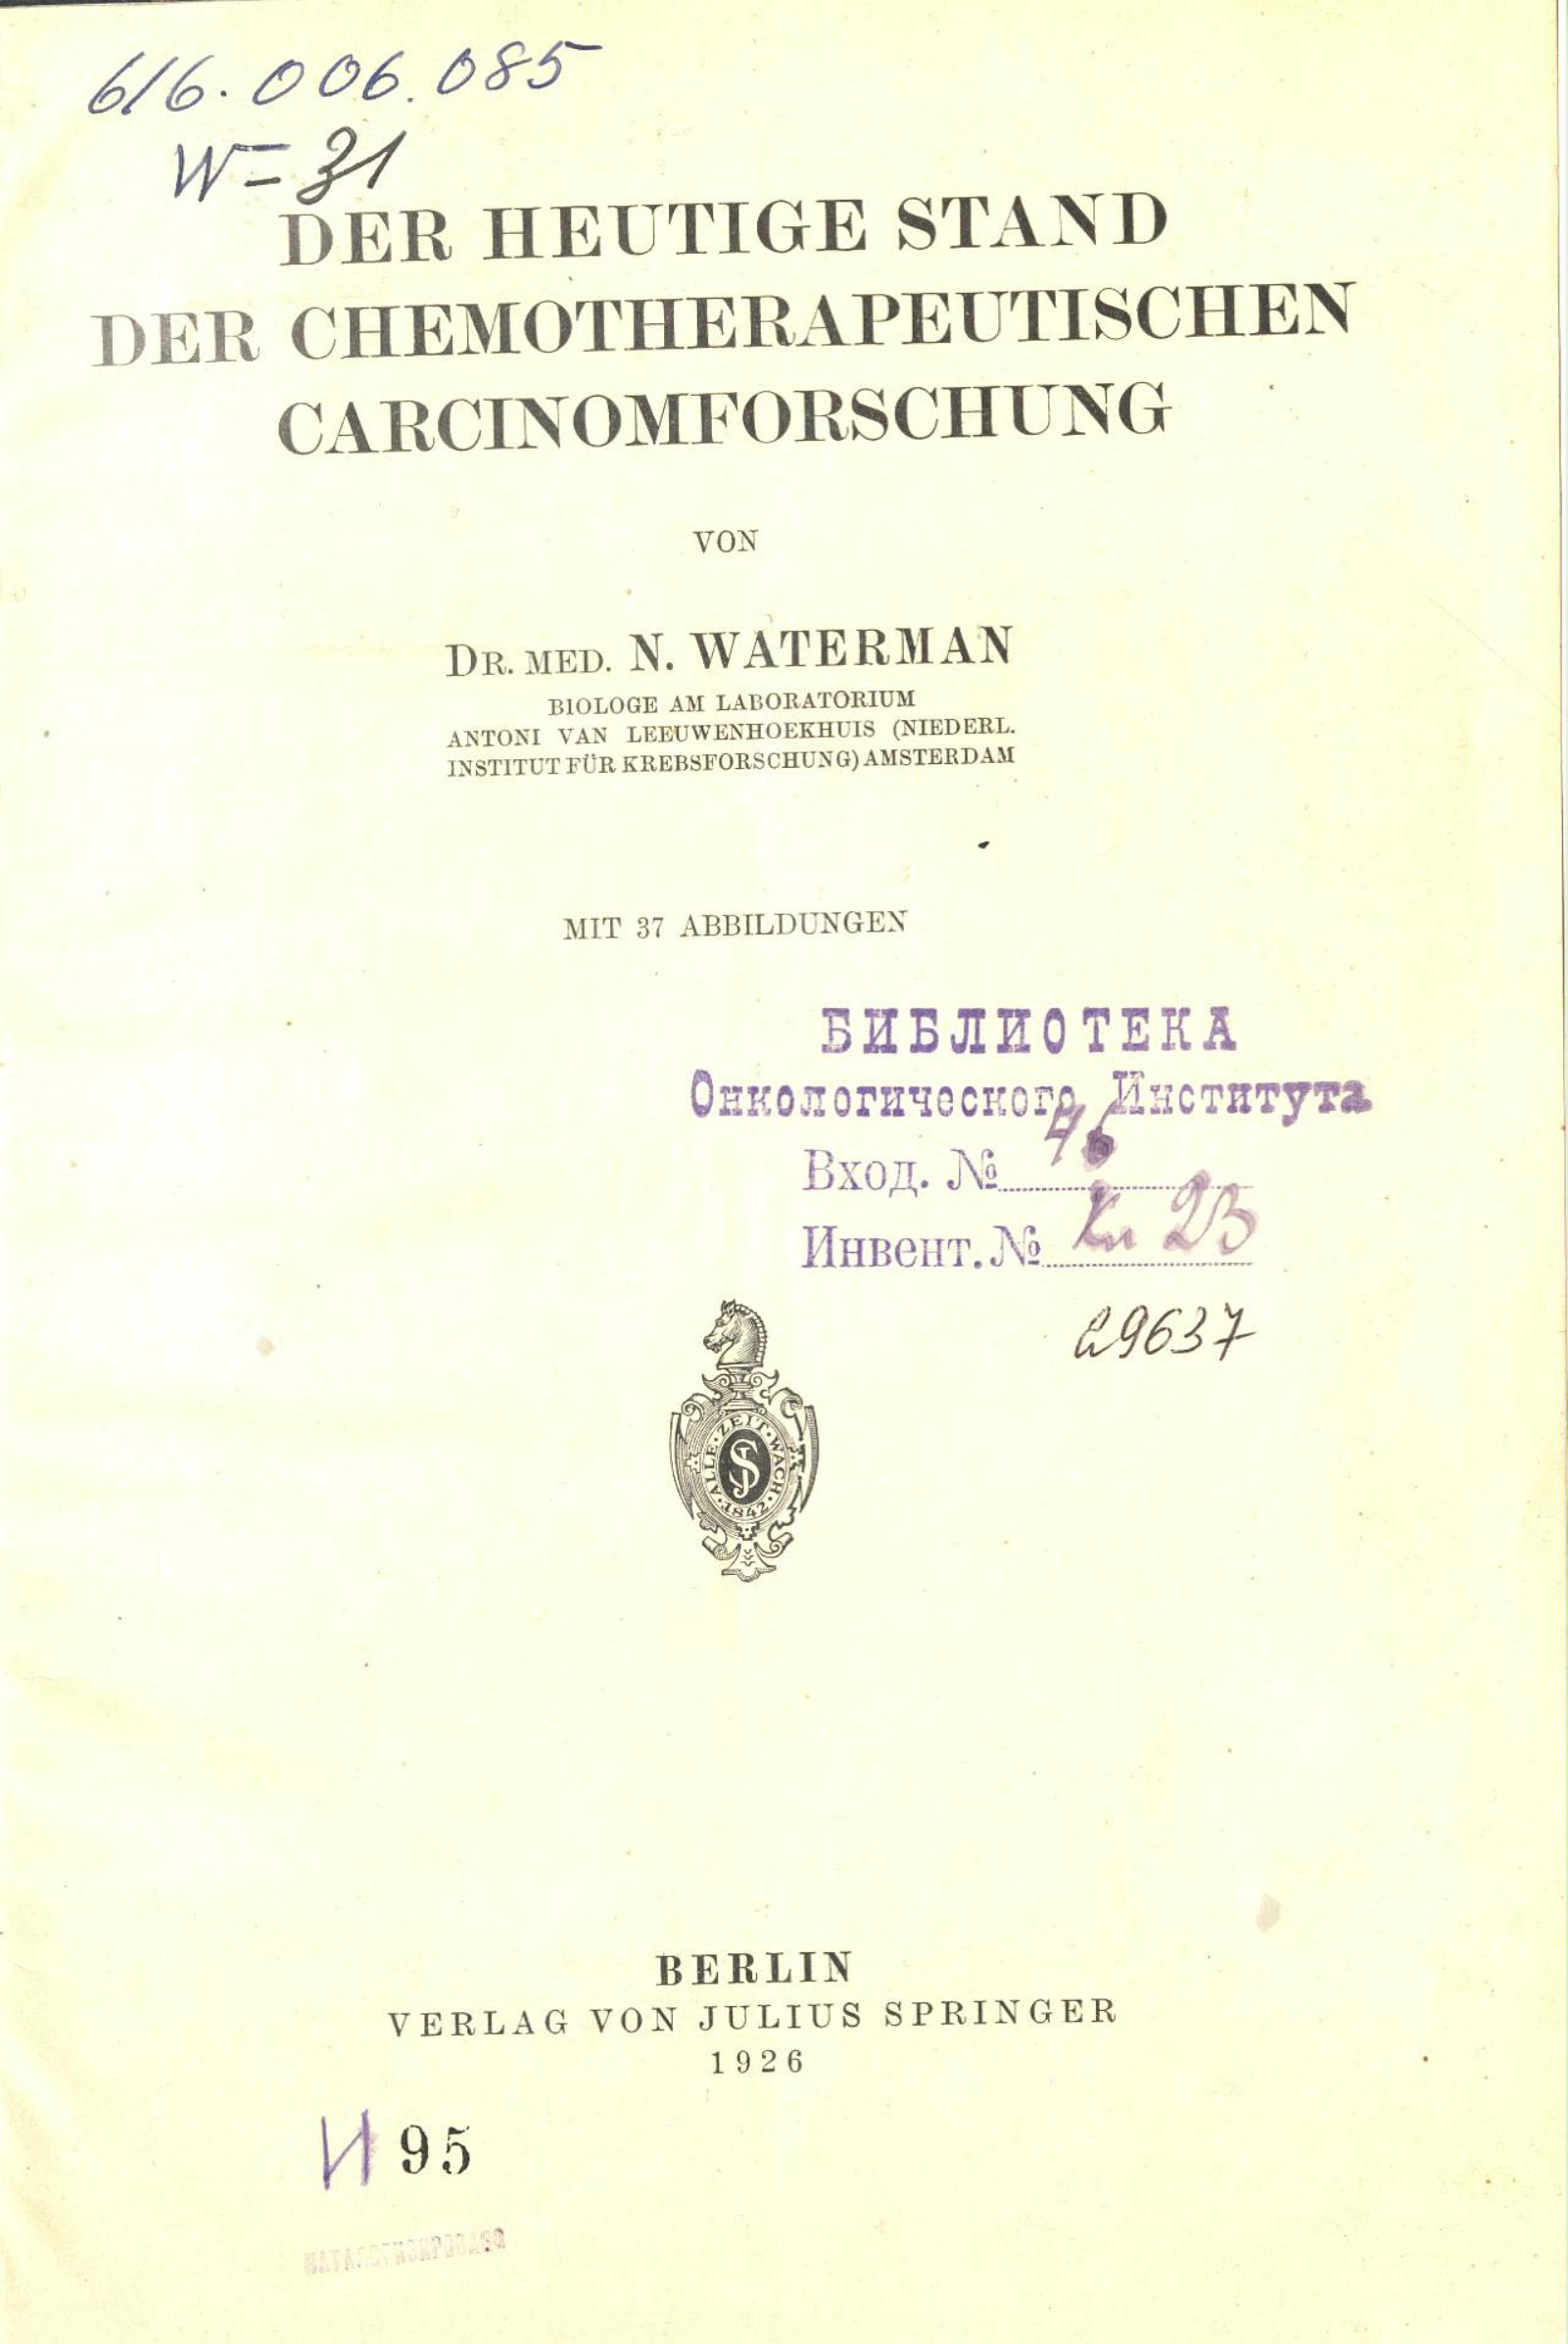 616.006.085
W=31
DER HEUTIGE STAND
DER CHEMOTHERAPEUTISCHEN
CARCINOMFORSCHUNG
VON
DR. MED. N. WATERMAN
BIOLOGE AM LABORATORIUM
ANTONI VAN LEEUWENHOEKHUIS (NIEDERL.
INSTITUT FÜR KREBSFORSCHUNG) AMSTERDAM
MIT 37 ABBILDUNGEN
БИБЛИОТЕКА
Онкологического Института
Вход. №
Инвент. №
29637
ALLE·ZEIT·WACH·
1842
BERLIN
VERLAG VON JULIUS SPRINGER
1926
И 95